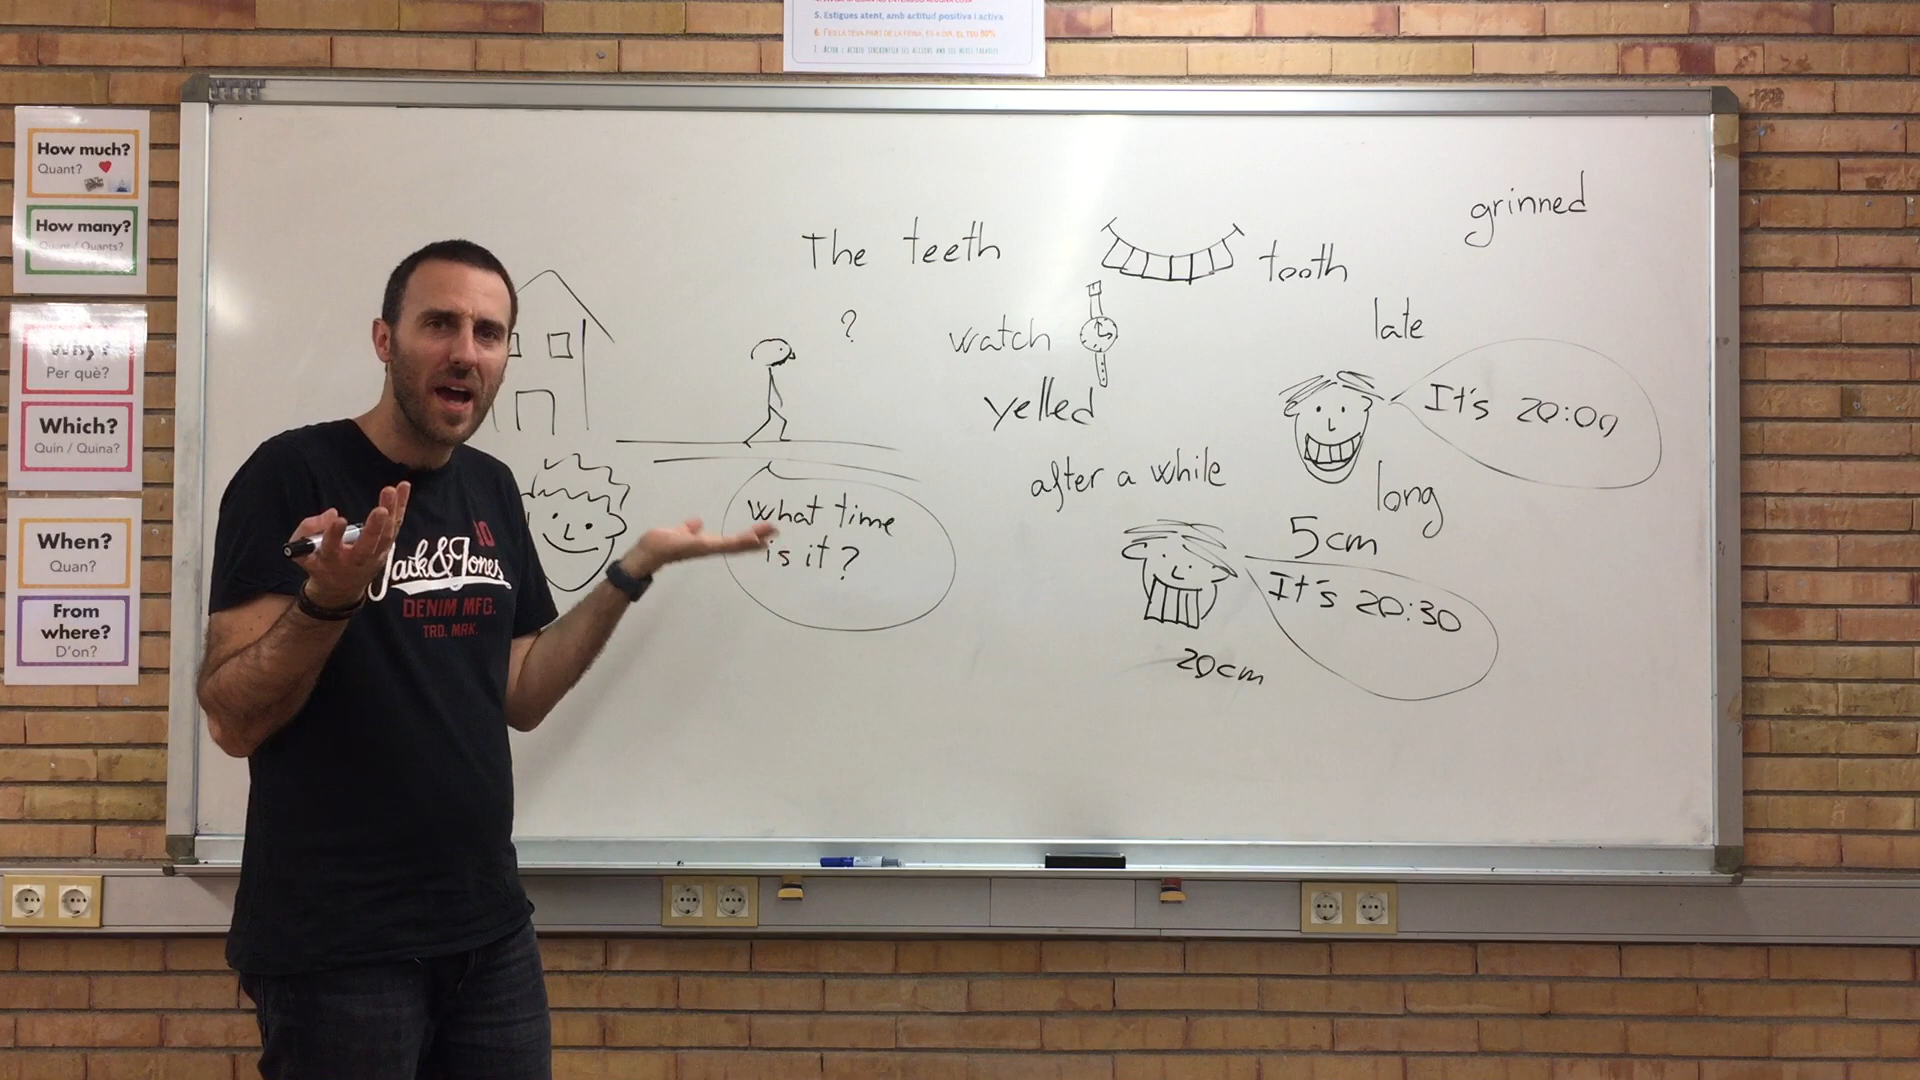 5. Estigues atent, amb actitud positiva i activa
6. FES LA TEVA PART DE LA FEINA, ÉS A DIR, EL TEU 80%
How much?
Quant?
How many?
Quant / Quants?
Why?
Per què?
Which?
Quin / Quina?
When?
Quan?
From
where?
D'on?
The teeth
tooth
grinned
?
watch
late
yelled
It's 20:00
after a while
long
What time
is it?
5cm
It's 20:30
20cm
Jack & Jones
DENIM MFG.
TRD. MRK.